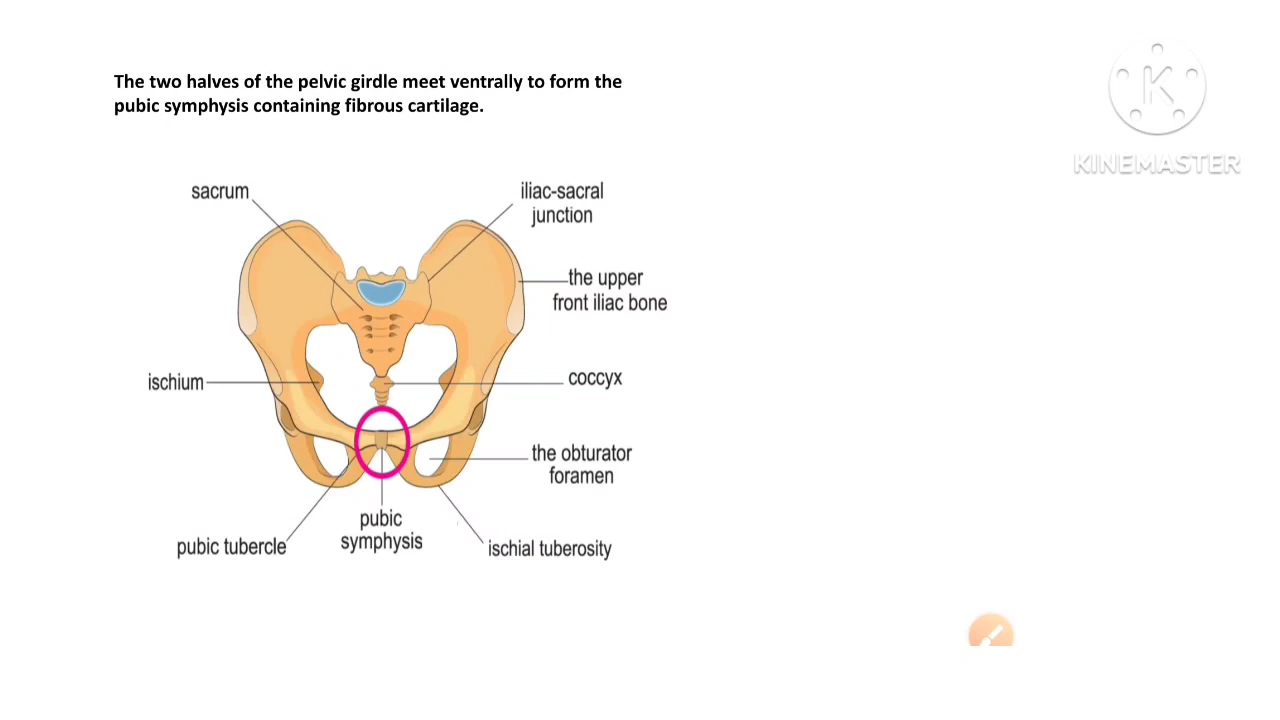 The two halves of the pelvic girdle meet ventrally to form the
pubic symphysis containing fibrous cartilage.
K
KINEMASTER
sacrum
iliac-sacral
junction
the upper
front iliac bone
ischium
coccyx
the obturator
foramen
pubic tubercle
pubic
symphysis
ischial tuberosity